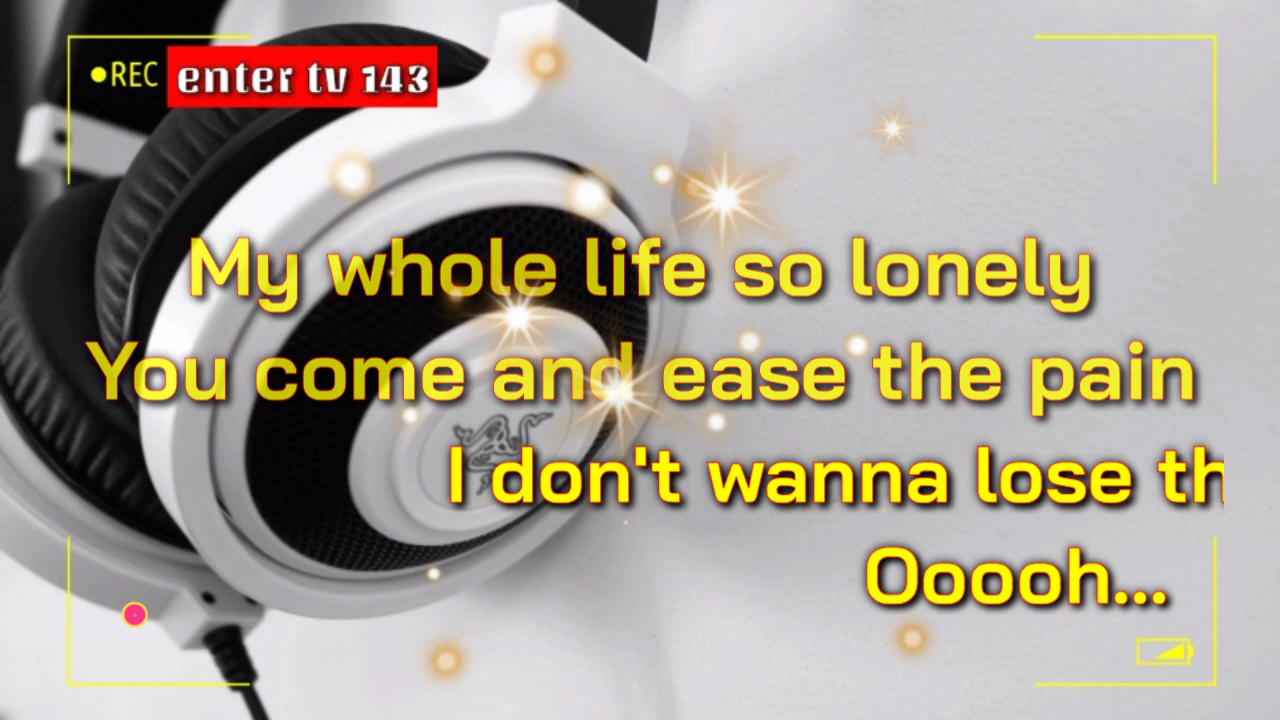 REC enter tv 143
My whole life so lonely
You come and ease the pain
I don't wanna lose th
Ooooh...